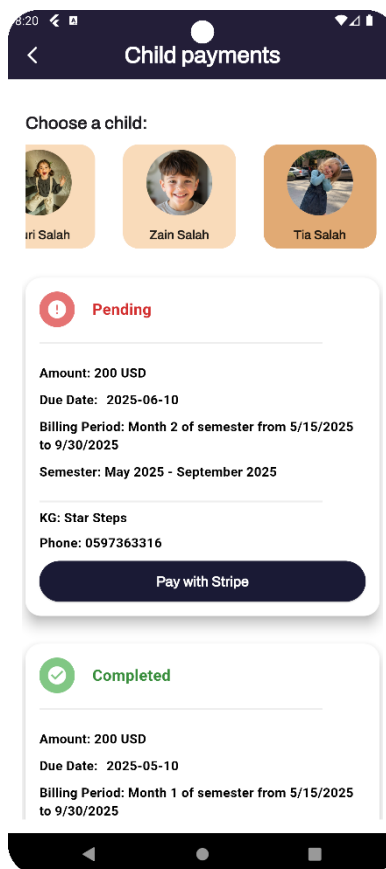 8:20
Child payments
Choose a child:
ri Salah
Zain Salah
Tia Salah
Pending
Amount: 200 USD
Due Date: 2025-06-10
Billing Period: Month 2 of semester from 5/15/2025
to 9/30/2025
Semester: May 2025 - September 2025
KG: Star Steps
Phone: 0597363316
Pay with Stripe
Completed
Amount: 200 USD
Due Date: 2025-05-10
Billing Period: Month 1 of semester from 5/15/2025
to 9/30/2025